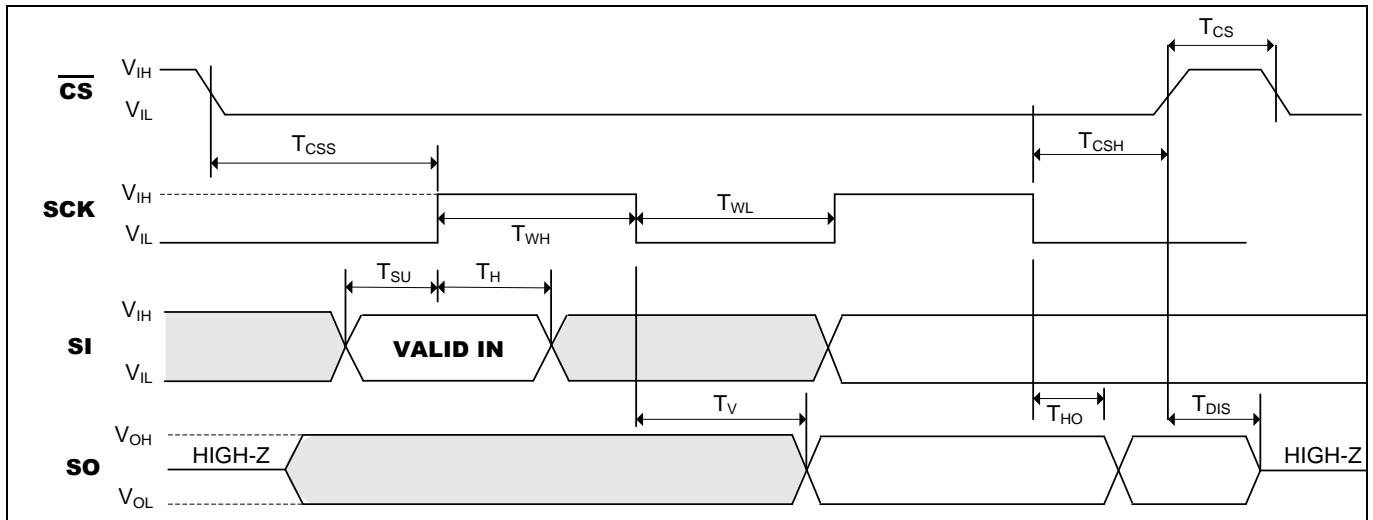 T_CS
CS
V_IH
V_IL
T_CSS
T_CSH
SCK
V_IH
V_IL
T_WH
T_WL
T_SU
T_H
SI
V_IH
V_IL
VALID IN
T_V
T_HO
T_DIS
SO
V_OH
HIGH-Z
HIGH-Z
V_OL